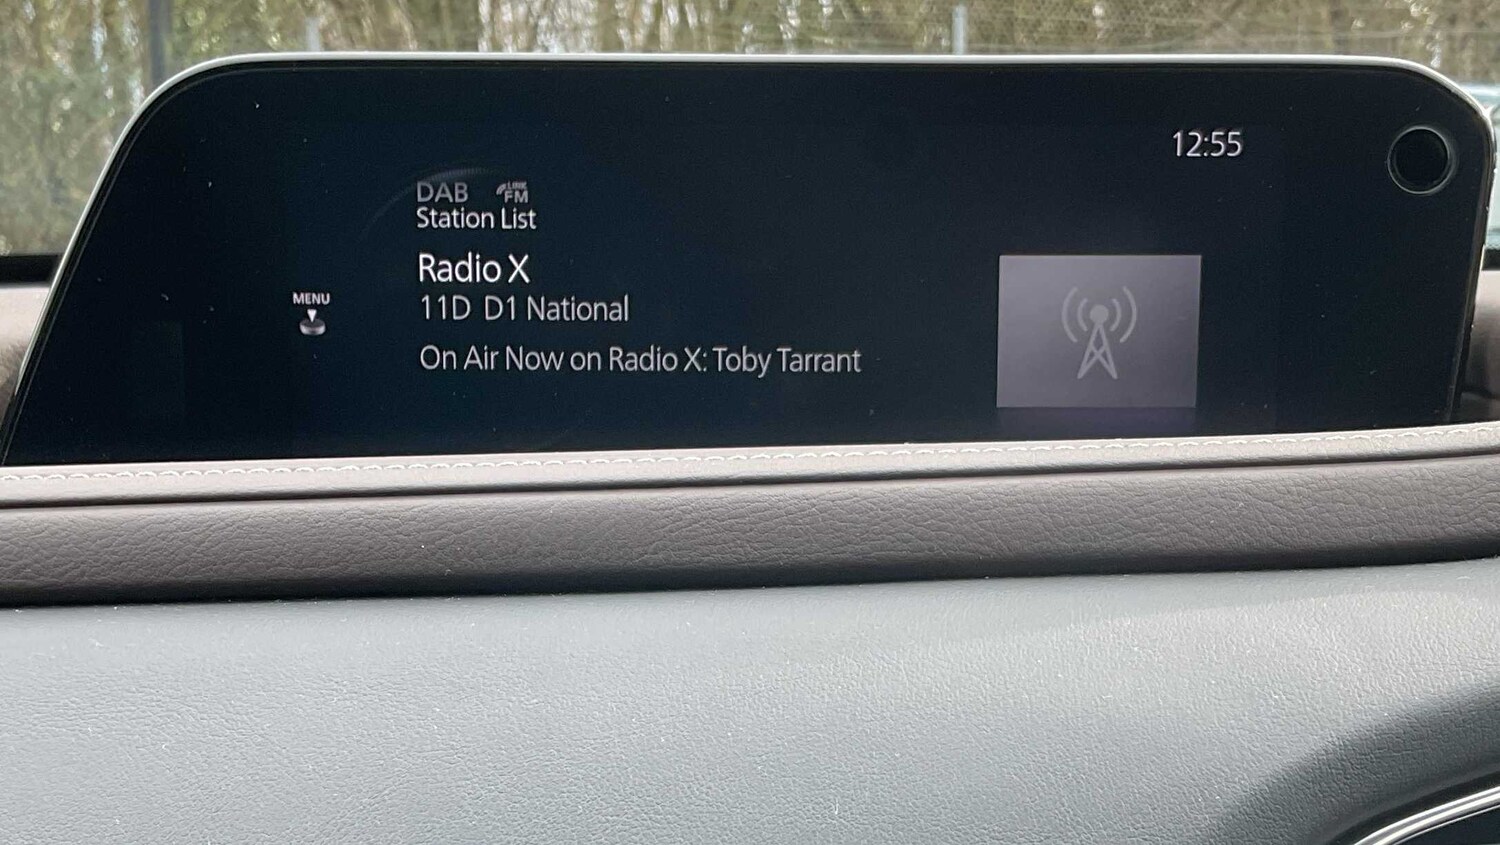 12:55
DAB LINK FM
Station List
Radio X
11D D1 National
MENU
On Air Now on Radio X: Toby Tarrant